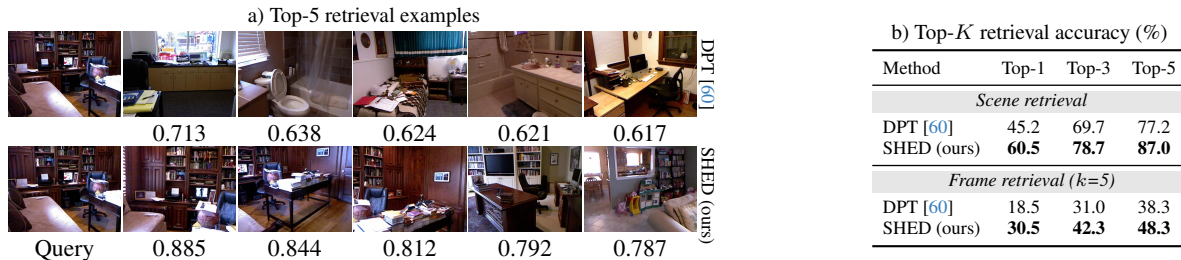 a) Top-5 retrieval examples
DPT [60]
0.713 0.638 0.624 0.621 0.617
SHED (ours)
Query 0.885 0.844 0.812 0.792 0.787
b) Top-K retrieval accuracy (%)
Method Top-1 Top-3 Top-5
Scene retrieval
DPT [60] 45.2 69.7 77.2
SHED (ours) 60.5 78.7 87.0
Frame retrieval (k=5)
DPT [60] 18.5 31.0 38.3
SHED (ours) 30.5 42.3 48.3